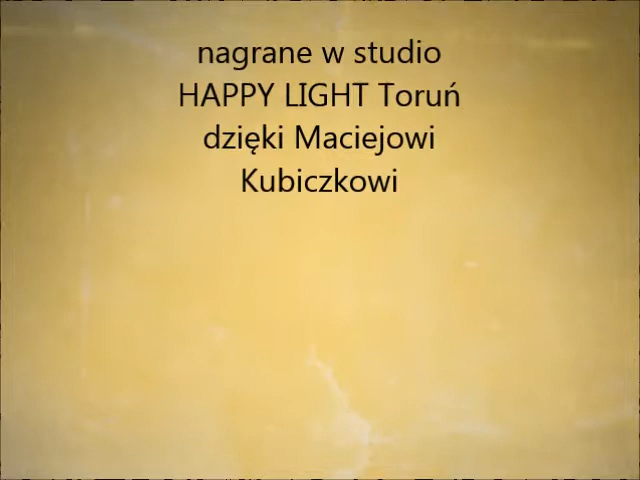 nagrane w studio
HAPPY LIGHT Toruń
dzięki Maciejowi
Kubiczkowi